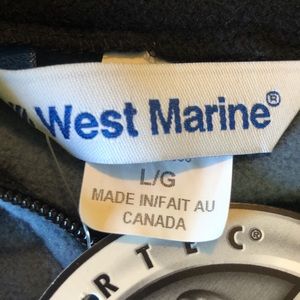 West Marine®
L/G
MADE IN/FAIT AU
CANADA
R T E C®